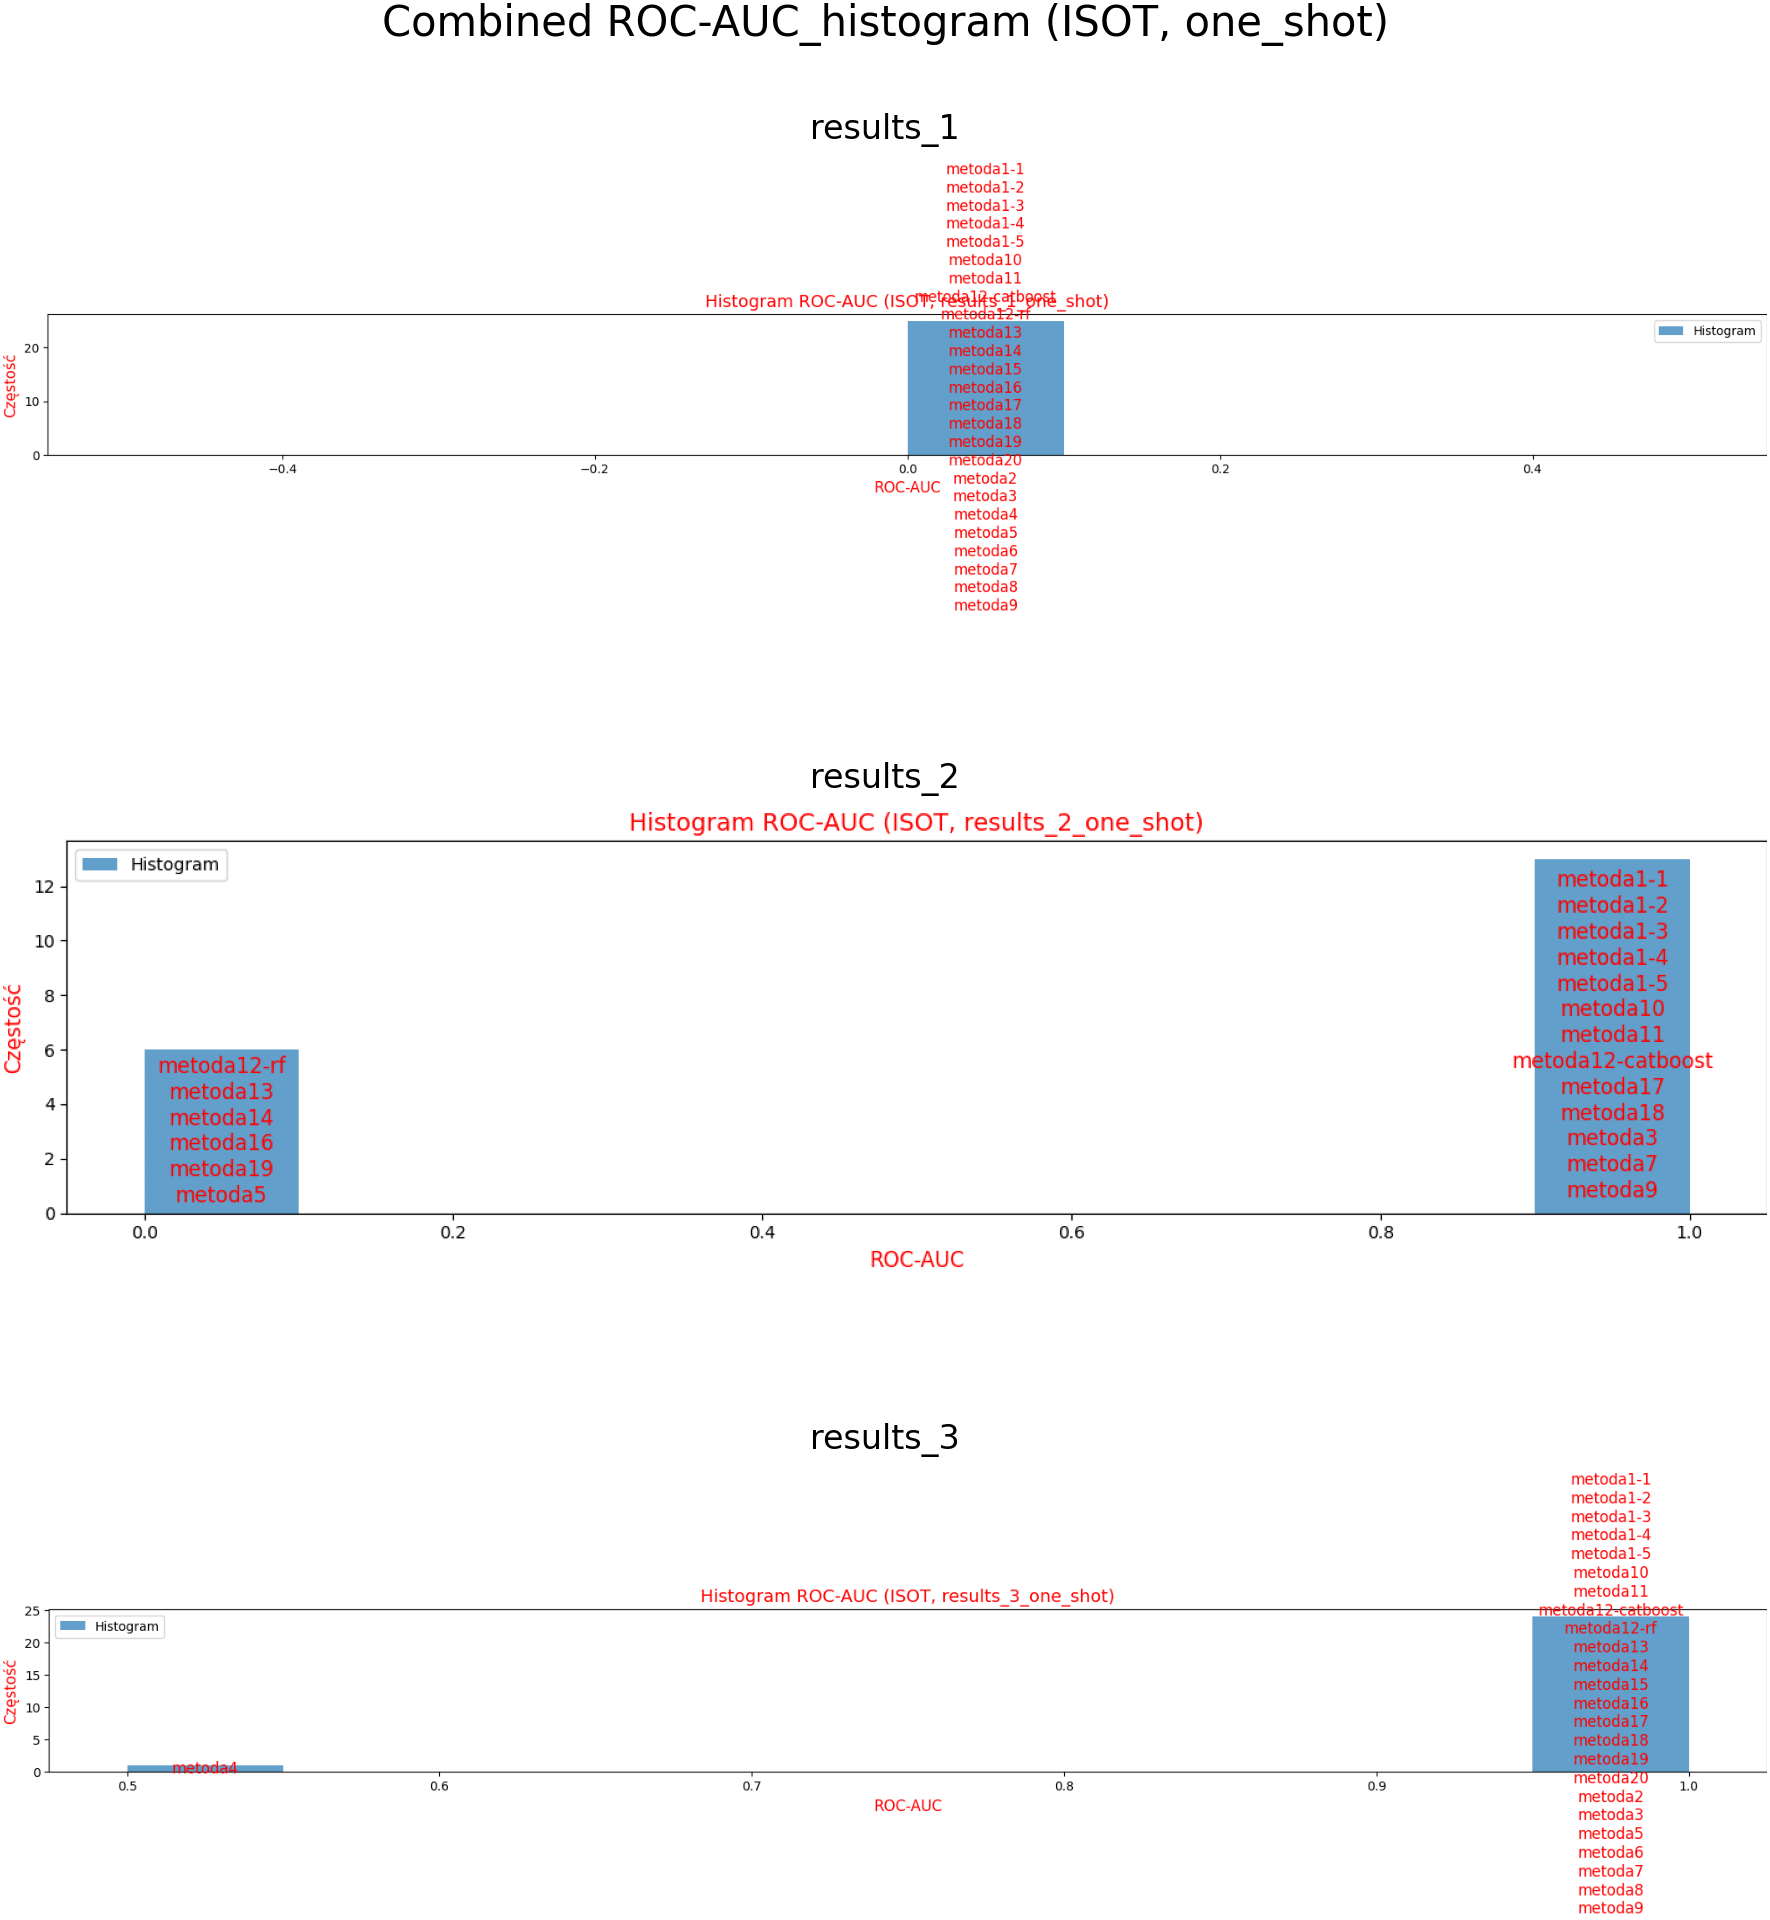 Combined ROC-AUC_histogram (ISOT, one_shot)
results_1
metoda1-1
metoda1-2
metoda1-3
metoda1-4
metoda1-5
metoda10
metoda11
metoda12-catboost
Histogram ROC-AUC (ISOT, results_1_one_shot)
metoda12-rf
metoda13
metoda14
metoda15
metoda16
metoda17
metoda18
metoda19
metoda20
metoda2
metoda3
metoda4
metoda5
metoda6
metoda7
metoda8
metoda9
Histogram
Częstość
20
10
0
−0.4 −0.2 0.0 0.2 0.4
ROC-AUC
results_2
Histogram ROC-AUC (ISOT, results_2_one_shot)
Histogram
Częstość
12
10
8
6
4
2
0
metoda12-rf
metoda13
metoda14
metoda16
metoda19
metoda5
metoda1-1
metoda1-2
metoda1-3
metoda1-4
metoda1-5
metoda10
metoda11
metoda12-catboost
metoda17
metoda18
metoda3
metoda7
metoda9
0.0 0.2 0.4 0.6 0.8 1.0
ROC-AUC
results_3
Histogram ROC-AUC (ISOT, results_3_one_shot)
Histogram
Częstość
25
20
15
10
5
0
metoda4
metoda1-1
metoda1-2
metoda1-3
metoda1-4
metoda1-5
metoda10
metoda11
metoda12-catboost
metoda12-rf
metoda13
metoda14
metoda15
metoda16
metoda17
metoda18
metoda19
metoda20
metoda2
metoda3
metoda5
metoda6
metoda7
metoda8
metoda9
0.5 0.6 0.7 0.8 0.9 1.0
ROC-AUC